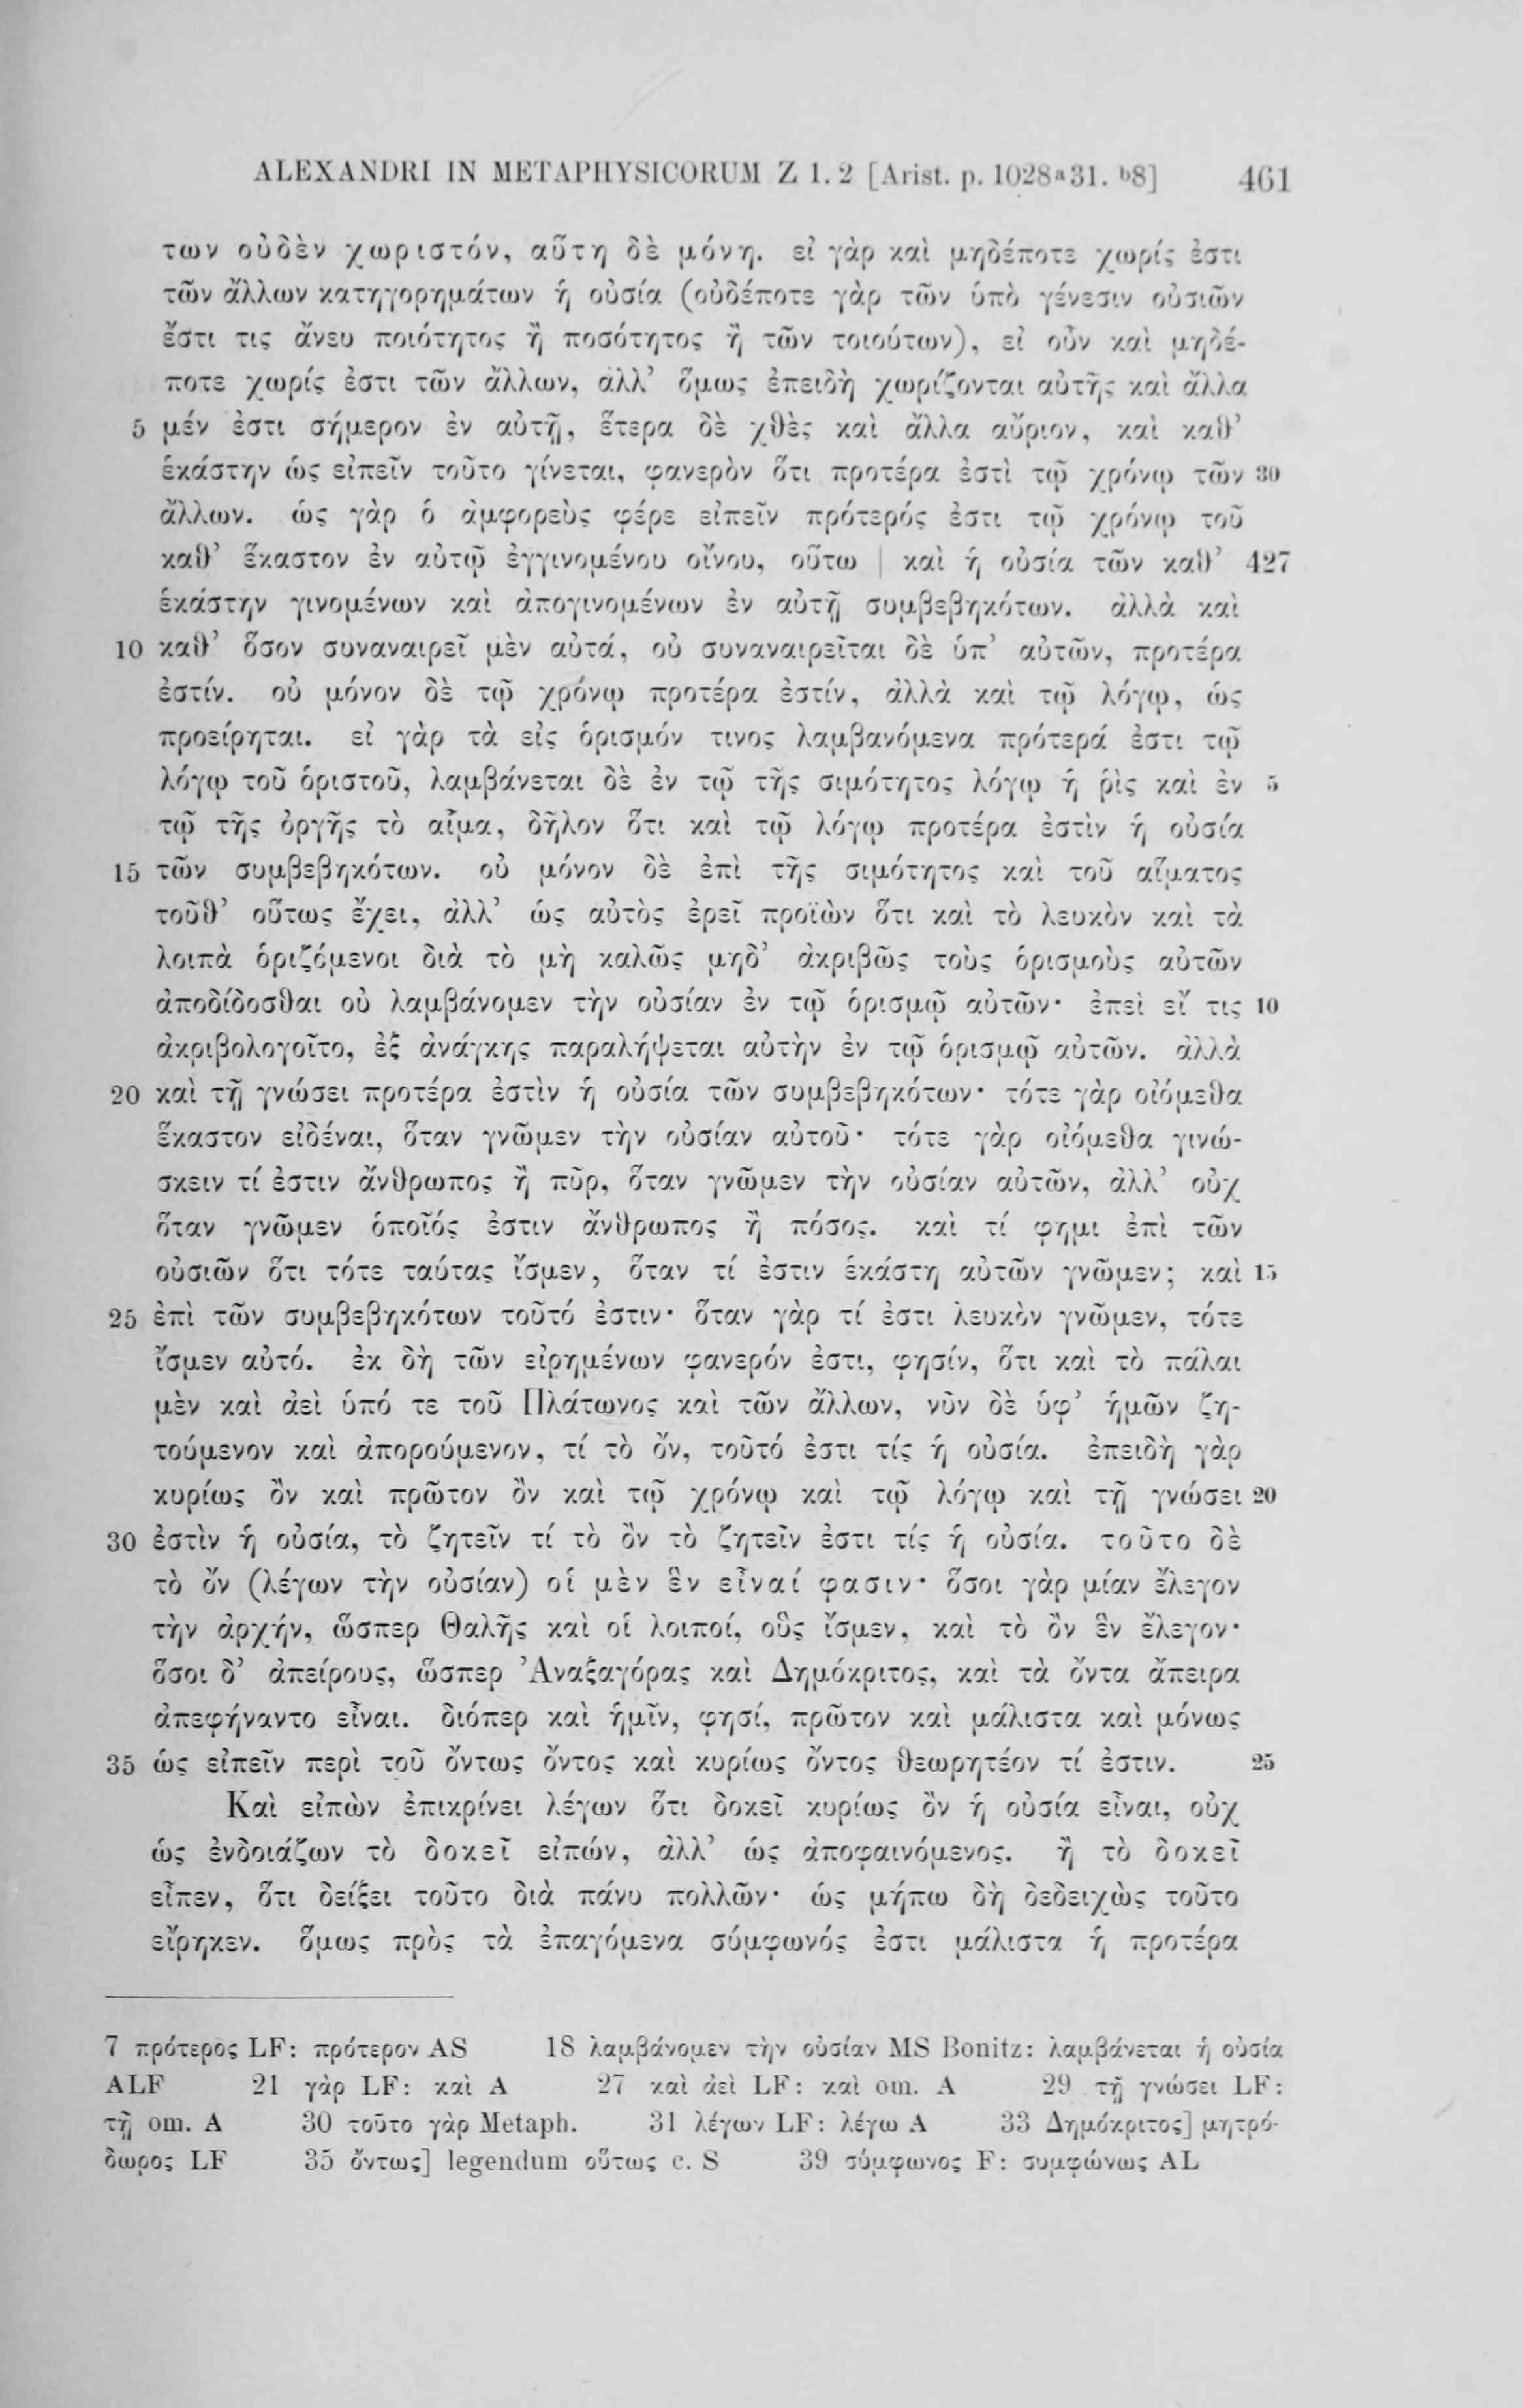 ALEXANDRI IN METAPHYSICORUM Z 1. 2 [Arist. p. 1028ᵃ31. ᵇ8] 461
των οὐδὲν χωριστόν, αὕτη δὲ μόνη. εἰ γὰρ καὶ μηδέποτε χωρίς ἐστι
τῶν ἄλλων κατηγορημάτων ἡ οὐσία (οὐδέποτε γὰρ τῶν ὑπὸ γένεσιν οὐσιῶν
ἔστι τις ἄνευ ποιότητος ἢ ποσότητος ἢ τῶν τοιούτων), εἰ οὖν καὶ μηδέ-
ποτε χωρίς ἐστι τῶν ἄλλων, ἀλλ’ ὅμως ἐπειδὴ χωρίζονται αὐτῆς καὶ ἄλλα
5 μέν ἐστι σήμερον ἐν αὐτῇ, ἕτερα δὲ χθὲς καὶ ἄλλα αὔριον, καὶ καθ’
ἑκάστην ὡς εἰπεῖν τοῦτο γίνεται, φανερὸν ὅτι προτέρα ἐστὶ τῷ χρόνῳ τῶν 30
ἄλλων. ὡς γὰρ ὁ ἀμφορεὺς φέρε εἰπεῖν πρότερός ἐστι τῷ χρόνῳ τοῦ
καθ’ ἕκαστον ἐν αὐτῷ ἐγγινομένου οἴνου, οὕτω | καὶ ἡ οὐσία τῶν καθ’ 427
ἑκάστην γινομένων καὶ ἀπογινομένων ἐν αὐτῇ συμβεβηκότων. ἀλλὰ καὶ
10 καθ’ ὅσον συναναιρεῖ μὲν αὐτά, οὐ συναναιρεῖται δὲ ὑπ’ αὐτῶν, προτέρα
ἐστίν. οὐ μόνον δὲ τῷ χρόνῳ προτέρα ἐστίν, ἀλλὰ καὶ τῷ λόγῳ, ὡς
προείρηται. εἰ γὰρ τὰ εἰς ὁρισμόν τινος λαμβανόμενα πρότερά ἐστι τῷ
λόγῳ τοῦ ὁριστοῦ, λαμβάνεται δὲ ἐν τῷ τῆς σιμότητος λόγῳ ἡ ῥὶς καὶ ἐν 5
τῷ τῆς ὀργῆς τὸ αἷμα, δῆλον ὅτι καὶ τῷ λόγῳ προτέρα ἐστὶν ἡ οὐσία
15 τῶν συμβεβηκότων. οὐ μόνον δὲ ἐπὶ τῆς σιμότητος καὶ τοῦ αἵματος
τοῦθ’ οὕτως ἔχει, ἀλλ’ ὡς αὐτὸς ἐρεῖ προϊὼν ὅτι καὶ τὸ λευκὸν καὶ τὰ
λοιπὰ ὁριζόμενοι διὰ τὸ μὴ καλῶς μηδ’ ἀκριβῶς τοὺς ὁρισμοὺς αὐτῶν
ἀποδίδοσθαι οὐ λαμβάνομεν τὴν οὐσίαν ἐν τῷ ὁρισμῷ αὐτῶν· ἐπεὶ εἴ τις 10
ἀκριβολογοῖτο, ἐξ ἀνάγκης παραλήψεται αὐτὴν ἐν τῷ ὁρισμῷ αὐτῶν. ἀλλὰ
20 καὶ τῇ γνώσει προτέρα ἐστὶν ἡ οὐσία τῶν συμβεβηκότων· τότε γὰρ οἰόμεθα
ἕκαστον εἰδέναι, ὅταν γνῶμεν τὴν οὐσίαν αὐτοῦ· τότε γὰρ οἰόμεθα γινώ-
σκειν τί ἐστιν ἄνθρωπος ἢ πῦρ, ὅταν γνῶμεν τὴν οὐσίαν αὐτῶν, ἀλλ’ οὐχ
ὅταν γνῶμεν ὁποῖός ἐστιν ἄνθρωπος ἢ πόσος. καὶ τί φημι ἐπὶ τῶν
οὐσιῶν ὅτι τότε ταύτας ἴσμεν, ὅταν τί ἐστιν ἑκάστη αὐτῶν γνῶμεν; καὶ 15
25 ἐπὶ τῶν συμβεβηκότων τοῦτό ἐστιν· ὅταν γὰρ τί ἐστι λευκὸν γνῶμεν, τότε
ἴσμεν αὐτό. ἐκ δὴ τῶν εἰρημένων φανερόν ἐστι, φησίν, ὅτι καὶ τὸ πάλαι
μὲν καὶ ἀεὶ ὑπό τε τοῦ Πλάτωνος καὶ τῶν ἄλλων, νῦν δὲ ὑφ’ ἡμῶν ζη-
τούμενον καὶ ἀπορούμενον, τί τὸ ὄν, τοῦτό ἐστι τίς ἡ οὐσία. ἐπειδὴ γὰρ
κυρίως ὂν καὶ πρῶτον ὂν καὶ τῷ χρόνῳ καὶ τῷ λόγῳ καὶ τῇ γνώσει 20
30 ἐστὶν ἡ οὐσία, τὸ ζητεῖν τί τὸ ὂν τὸ ζητεῖν ἐστι τίς ἡ οὐσία. τοῦτο δὲ
τὸ ὄν (λέγων τὴν οὐσίαν) οἱ μὲν ἓν εἶναί φασιν· ὅσοι γὰρ μίαν ἔλεγον
τὴν ἀρχήν, ὥσπερ Θαλῆς καὶ οἱ λοιποί, οὓς ἴσμεν, καὶ τὸ ὂν ἓν ἔλεγον·
ὅσοι δ’ ἀπείρους, ὥσπερ Ἀναξαγόρας καὶ Δημόκριτος, καὶ τὰ ὄντα ἄπειρα
ἀπεφήναντο εἶναι. διόπερ καὶ ἡμῖν, φησί, πρῶτον καὶ μάλιστα καὶ μόνως
35 ὡς εἰπεῖν περὶ τοῦ ὄντως ὄντος καὶ κυρίως ὄντος θεωρητέον τί ἐστιν. 25
Καὶ εἰπὼν ἐπικρίνει λέγων ὅτι δοκεῖ κυρίως ὂν ἡ οὐσία εἶναι, οὐχ
ὡς ἐνδοιάζων τὸ δοκεῖ εἰπών, ἀλλ’ ὡς ἀποφαινόμενος. ἢ τὸ δοκεῖ
εἶπεν, ὅτι δείξει τοῦτο διὰ πάνυ πολλῶν· ὡς μήπω δὴ δεδειχὼς τοῦτο
εἴρηκεν. ὅμως πρὸς τὰ ἐπαγόμενα σύμφωνός ἐστι μάλιστα ἡ προτέρα
7 πρότερος LF: πρότερον AS 18 λαμβάνομεν τὴν οὐσίαν MS Bonitz: λαμβάνεται ἡ οὐσία
ALF 21 γὰρ LF: καὶ A 27 καὶ ἀεὶ LF: καὶ om. A 29 τῇ γνώσει LF:
τῇ om. A 30 τοῦτο γὰρ Metaph. 31 λέγων LF: λέγω A 33 Δημόκριτος] μητρό-
δωρος LF 35 ὄντως] legendum οὕτως c. S 39 σύμφωνος F: συμφώνως AL